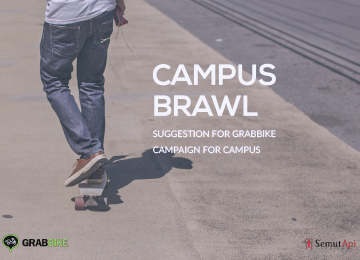 CAMPUS
BRAWL
SUGGESTION FOR GRABBIKE
CAMPAIGN FOR CAMPUS
GRABBIKE
SemutApi